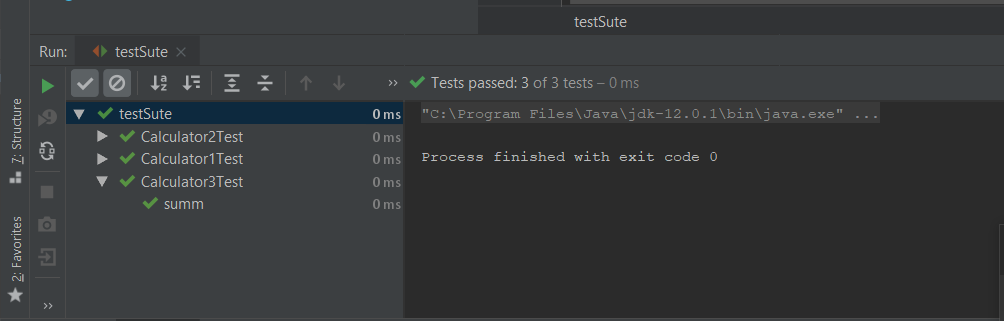 testSute
Run: testSute
Tests passed: 3 of 3 tests – 0 ms
testSute 0 ms
Calculator2Test 0 ms
Calculator1Test 0 ms
Calculator3Test 0 ms
summ 0 ms
"C:\Program Files\Java\jdk-12.0.1\bin\java.exe" ...
Process finished with exit code 0
7: Structure
2: Favorites